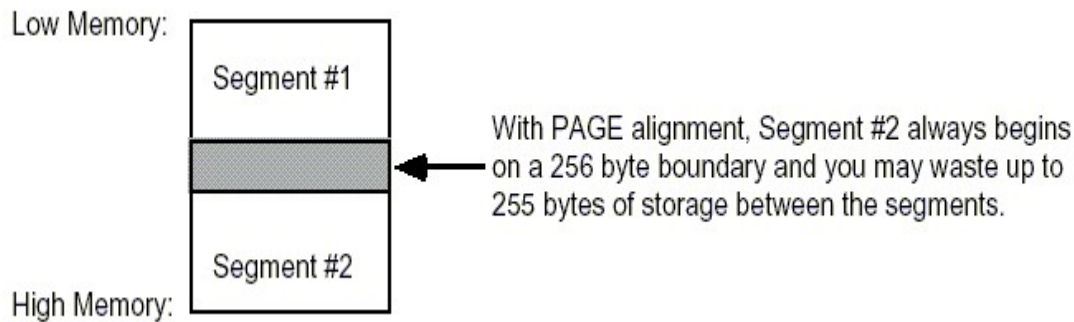 Low Memory:
Segment #1
With PAGE alignment, Segment #2 always begins
on a 256 byte boundary and you may waste up to
255 bytes of storage between the segments.
Segment #2
High Memory: